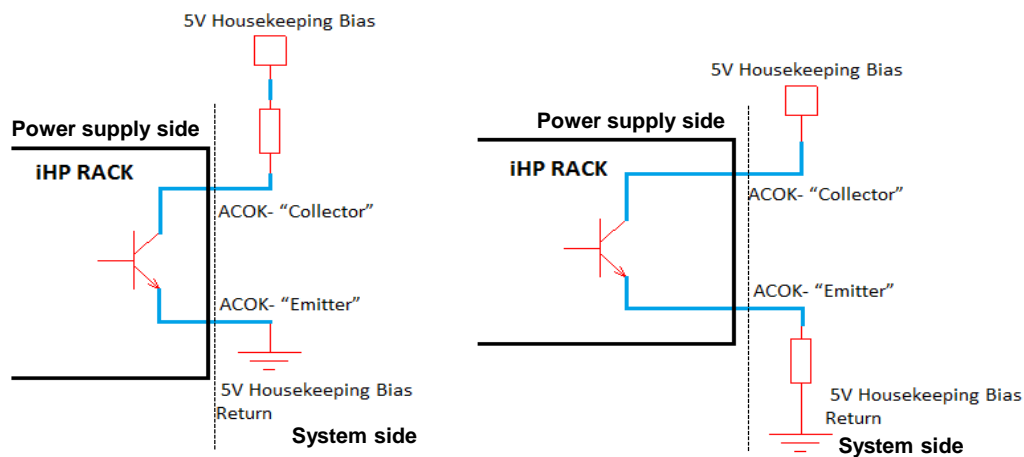 5V Housekeeping Bias
Power supply side
iHP RACK
ACOK- “Collector”
ACOK- “Emitter”
5V Housekeeping Bias
Return
System side
5V Housekeeping Bias
Power supply side
iHP RACK
ACOK- “Collector”
ACOK- “Emitter”
5V Housekeeping Bias
Return
System side